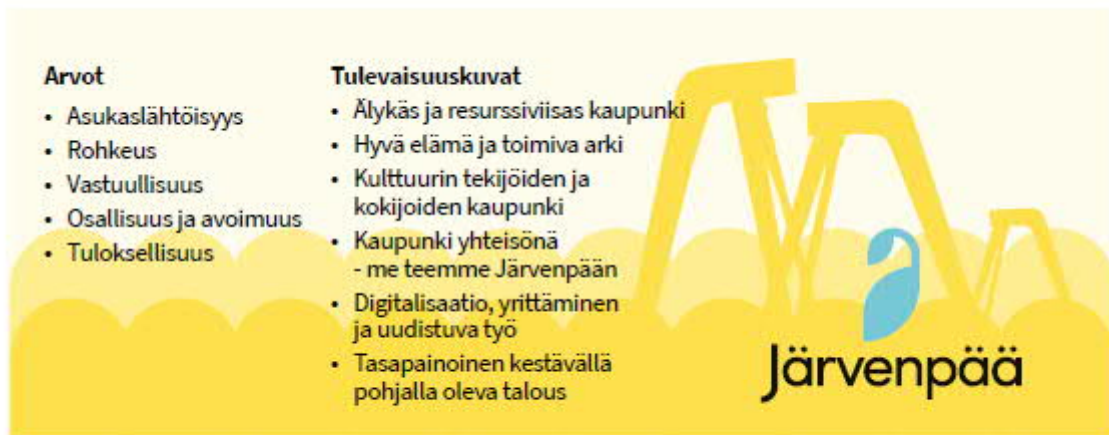 Arvot
• Asukaslähtöisyys
• Rohkeus
• Vastuullisuus
• Osallisuus ja avoimuus
• Tuloksellisuus
Tulevaisuuskuvat
• Älykäs ja resurssiviisas kaupunki
• Hyvä elämä ja toimiva arki
• Kulttuurin tekijöiden ja
kokijoiden kaupunki
• Kaupunki yhteisönä
- me teemme Järvenpään
• Digitalisaatio, yrittäminen
ja uudistuva työ
• Tasapainoinen kestävällä
pohjalla oleva talous
Järvenpää